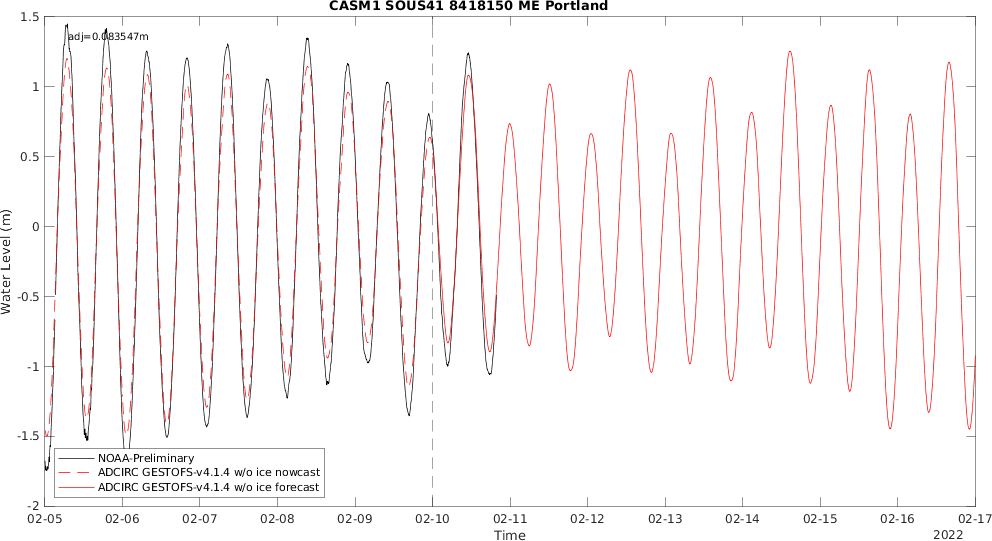 CASM1 SOUS41 8418150 ME Portland
adj=0.083547m
1.5
1
0.5
0
-0.5
-1
-1.5
-2
Water Level (m)
NOAA-Preliminary
ADCIRC GESTOFS-v4.1.4 w/o ice nowcast
ADCIRC GESTOFS-v4.1.4 w/o ice forecast
02-05 02-06 02-07 02-08 02-09 02-10 02-11 02-12 02-13 02-14 02-15 02-16 02-17
Time
2022